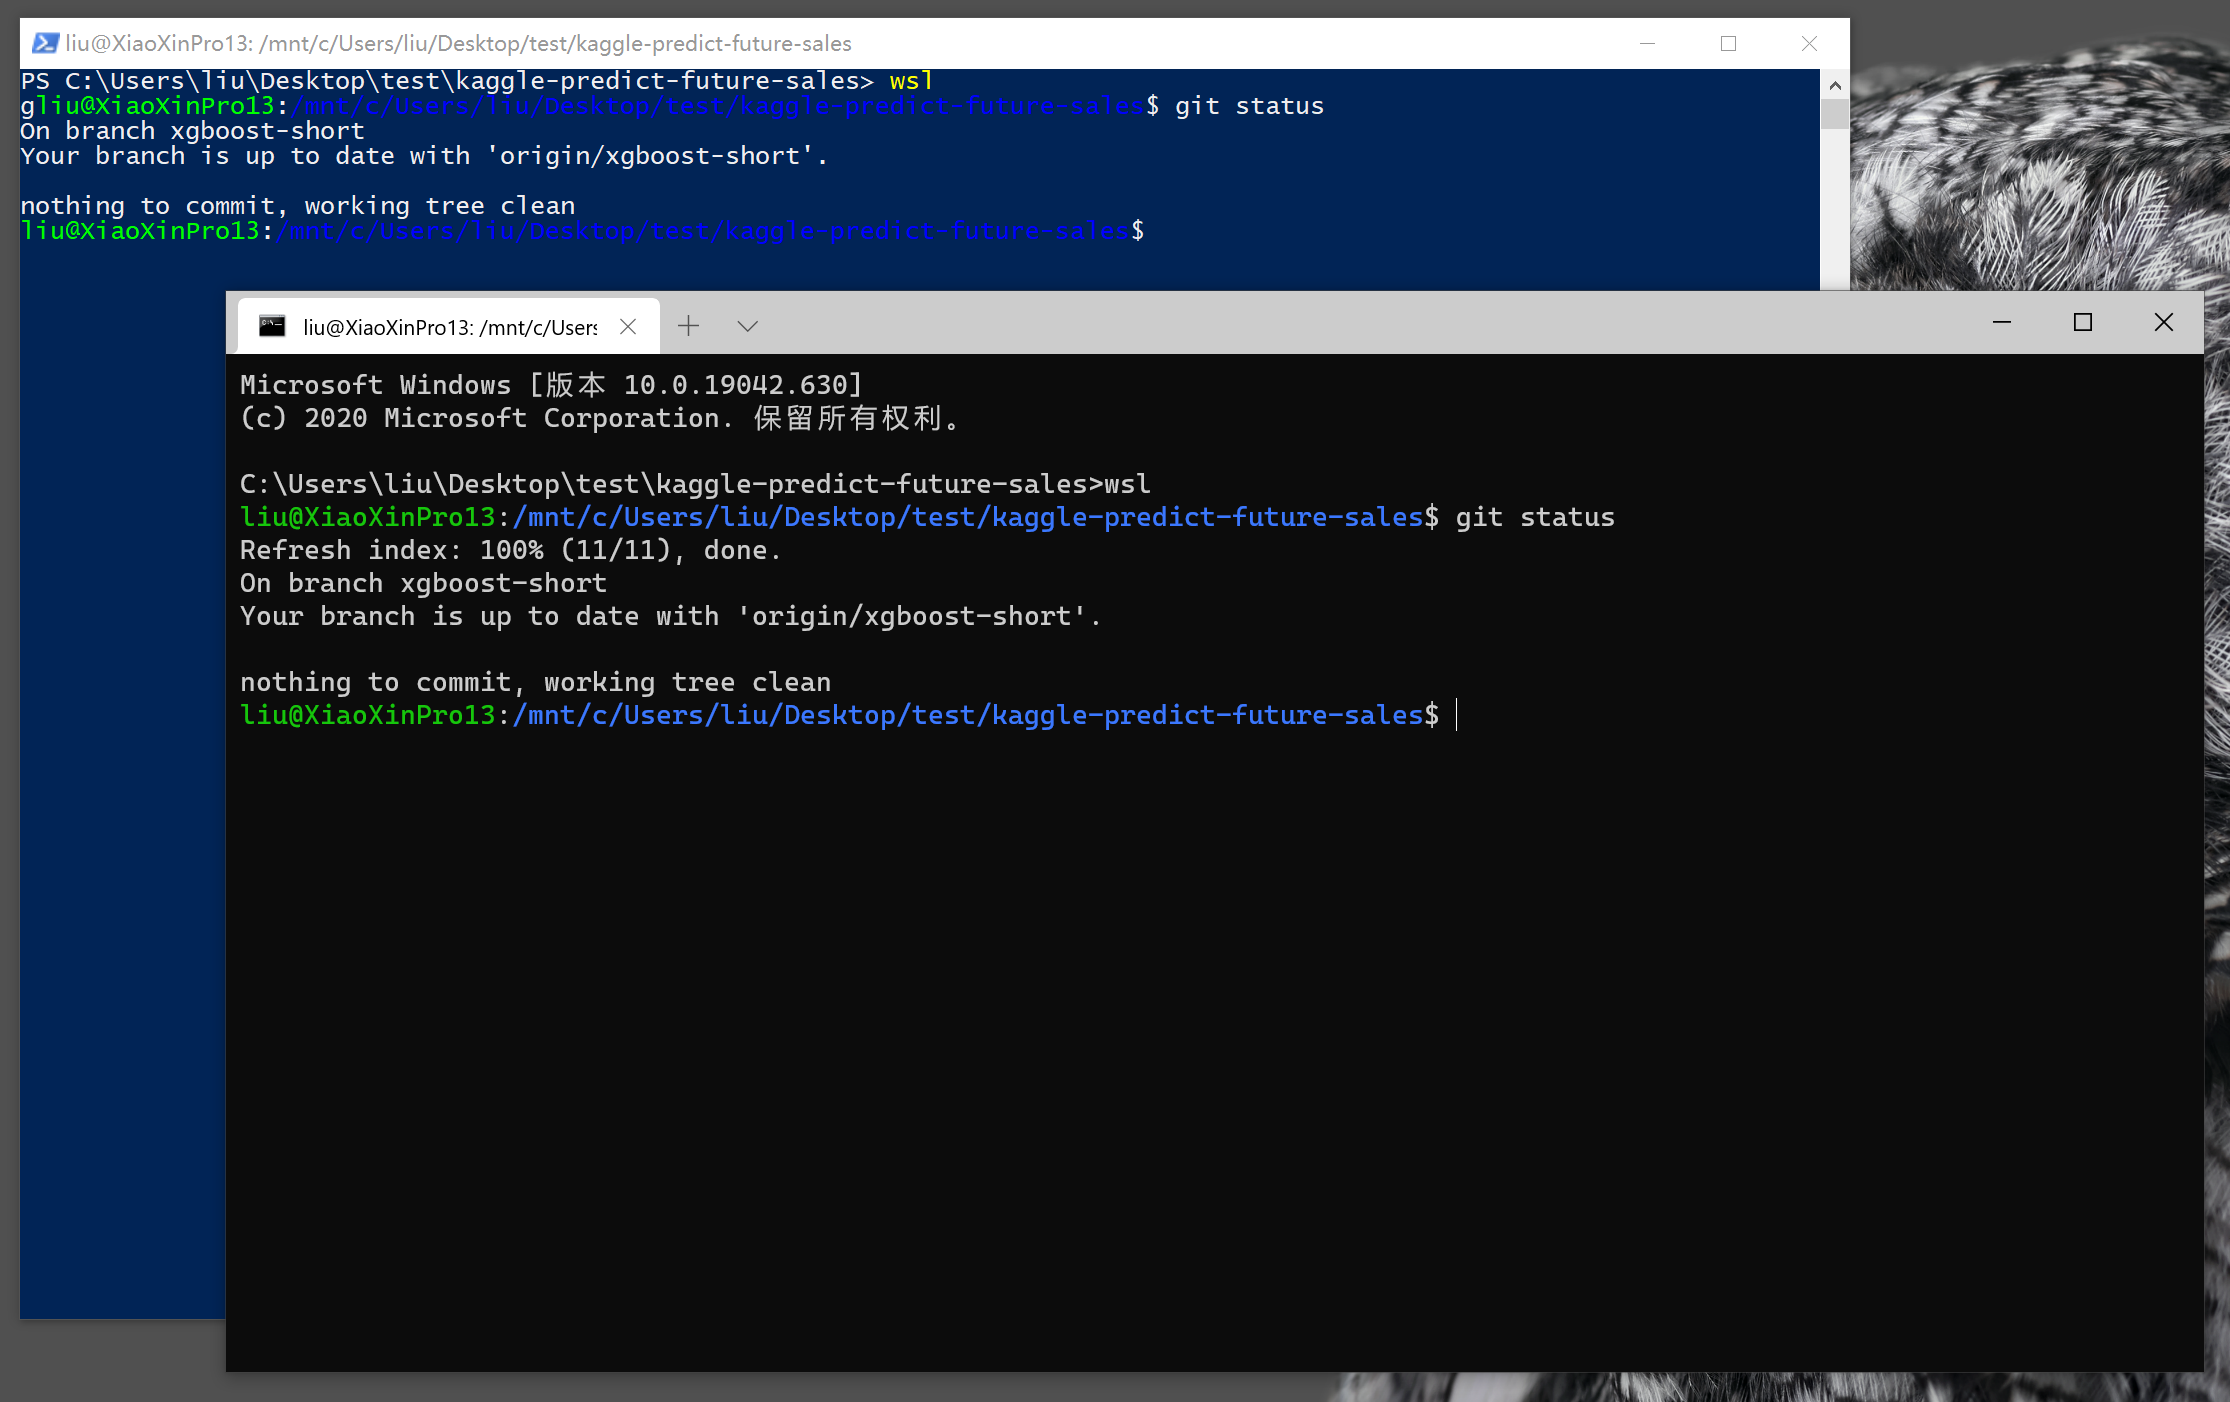 liu@XiaoXinPro13: /mnt/c/Users/liu/Desktop/test/kaggle-predict-future-sales
PS C:\Users\liu\Desktop\test\kaggle-predict-future-sales> wsl
gliu@XiaoXinPro13:/mnt/c/Users/liu/Desktop/test/kaggle-predict-future-sales$ git status
On branch xgboost-short
Your branch is up to date with 'origin/xgboost-short'.
nothing to commit, working tree clean
liu@XiaoXinPro13:/mnt/c/Users/liu/Desktop/test/kaggle-predict-future-sales$
liu@XiaoXinPro13: /mnt/c/Users
Microsoft Windows [版本 10.0.19042.630]
(c) 2020 Microsoft Corporation. 保留所有权利。
C:\Users\liu\Desktop\test\kaggle-predict-future-sales>wsl
liu@XiaoXinPro13:/mnt/c/Users/liu/Desktop/test/kaggle-predict-future-sales$ git status
Refresh index: 100% (11/11), done.
On branch xgboost-short
Your branch is up to date with 'origin/xgboost-short'.
nothing to commit, working tree clean
liu@XiaoXinPro13:/mnt/c/Users/liu/Desktop/test/kaggle-predict-future-sales$